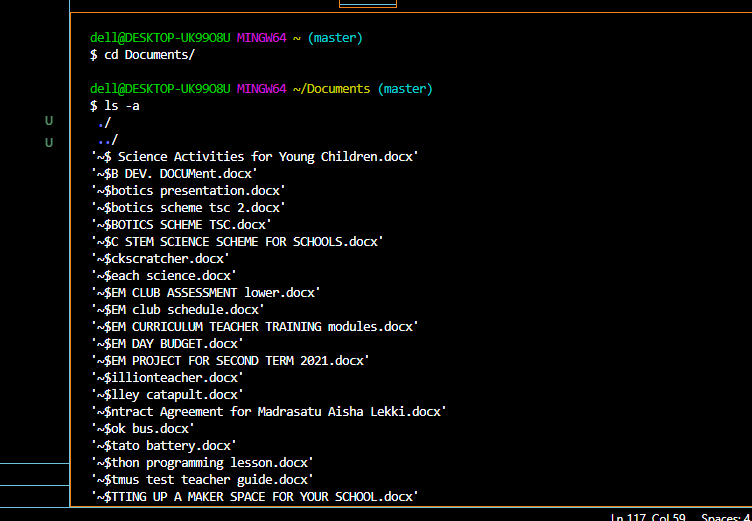 dell@DESKTOP-UK99O8U MINGW64 ~ (master)
$ cd Documents/
dell@DESKTOP-UK99O8U MINGW64 ~/Documents (master)
$ ls -a
./
U
../
U
'~$ Science Activities for Young Children.docx'
'~$B DEV. DOCUMent.docx'
'~$botics presentation.docx'
'~$botics scheme tsc 2.docx'
'~$BOTICS SCHEME TSC.docx'
'~$C STEM SCIENCE SCHEME FOR SCHOOLS.docx'
'~$ckscratcher.docx'
'~$each science.docx'
'~$EM CLUB ASSESSMENT lower.docx'
'~$EM club schedule.docx'
'~$EM CURRICULUM TEACHER TRAINING modules.docx'
'~$EM DAY BUDGET.docx'
'~$EM PROJECT FOR SECOND TERM 2021.docx'
'~$illionteacher.docx'
'~$lley catapult.docx'
'~$ntract Agreement for Madrasatu Aisha Lekki.docx'
'~$ok bus.docx'
'~$tato battery.docx'
'~$thon programming lesson.docx'
'~$tmus test teacher guide.docx'
'~$TTING UP A MAKER SPACE FOR YOUR SCHOOL.docx'
Ln 117, Col 59 Spaces: 4